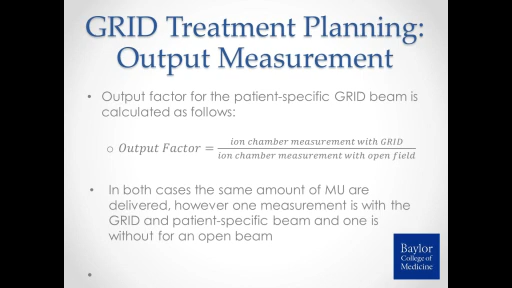 GRID Treatment Planning:
Output Measurement
• Output factor for the patient-specific GRID beam is
calculated as follows:
o Output Factor = ion chamber measurement with GRID / ion chamber measurement with open field
• In both cases the same amount of MU are
delivered, however one measurement is with the
GRID and patient-specific beam and one is
without for an open beam
Baylor
College of
Medicine